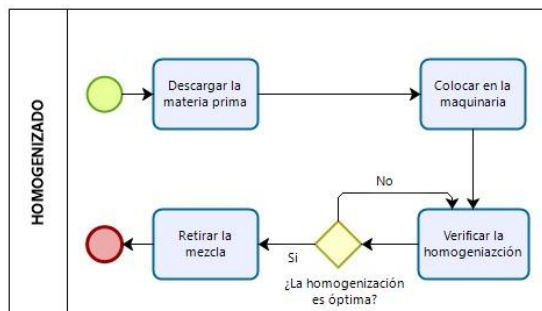 HOMOGENIZADO
Descargar la
materia prima
Colocar en la
maquinaria
No
Verificar la
homogeniazción
Si
¿La homogenización
es óptima?
Retirar la
mezcla